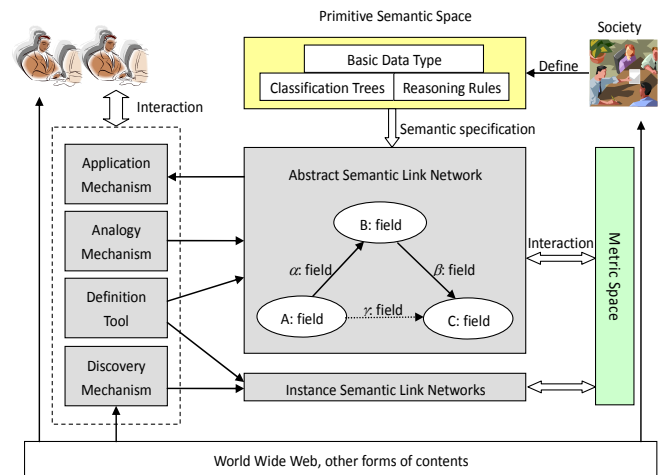 Primitive Semantic Space
Society
Basic Data Type
Classification Trees
Reasoning Rules
Define
Interaction
Semantic specification
Application
Mechanism
Analogy
Mechanism
Definition
Tool
Discovery
Mechanism
Abstract Semantic Link Network
B: field
α: field
β: field
A: field
γ: field
C: field
Interaction
Metric Space
Instance Semantic Link Networks
World Wide Web, other forms of contents